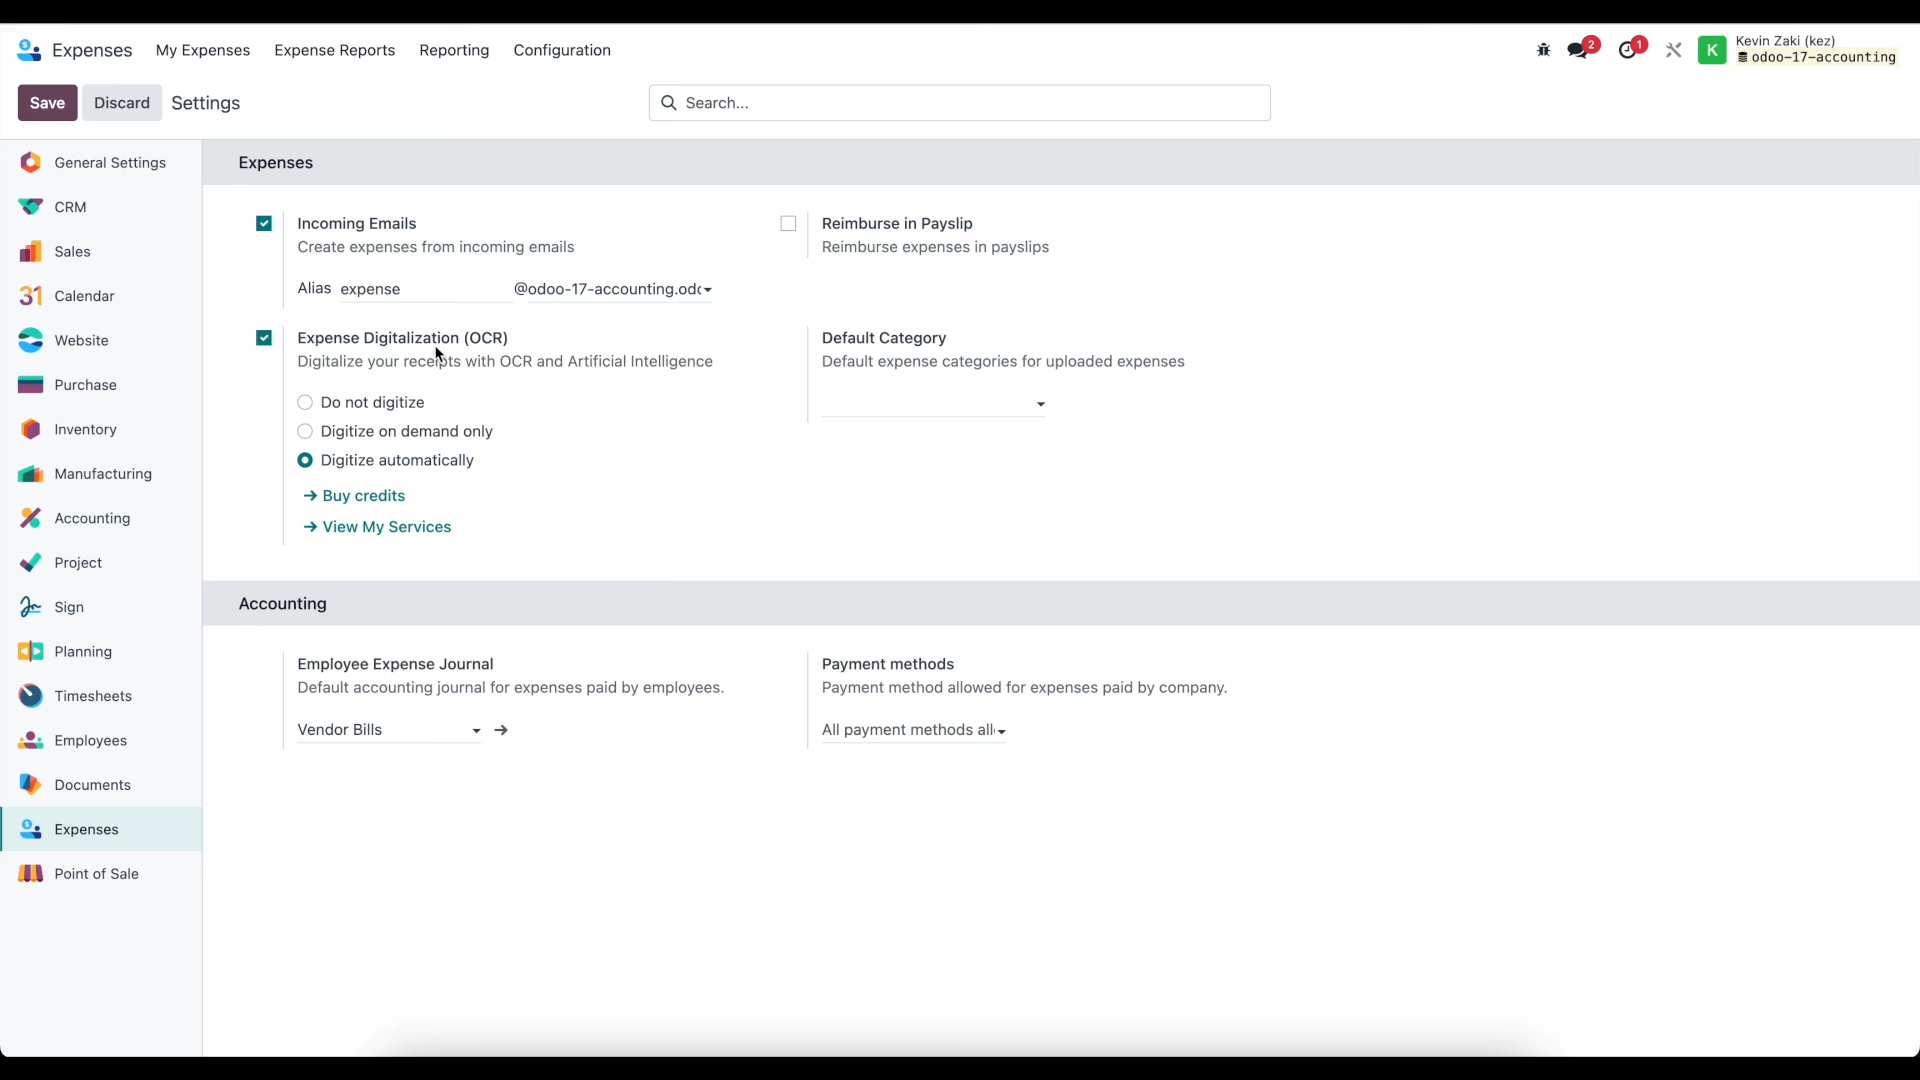 Expenses My Expenses Expense Reports Reporting Configuration
2 1 K Kevin Zaki (kez)
odoo-17-accounting
Save Discard Settings Search...
General Settings
CRM
Sales
31 Calendar
Website
Purchase
Inventory
Manufacturing
Accounting
Project
Sign
Planning
Timesheets
Employees
Documents
Expenses
Point of Sale
Expenses
Incoming Emails
Create expenses from incoming emails
Alias expense @odoo-17-accounting.od
Reimburse in Payslip
Reimburse expenses in payslips
Expense Digitalization (OCR)
Digitalize your receipts with OCR and Artificial Intelligence
Do not digitize
Digitize on demand only
Digitize automatically
Buy credits
View My Services
Default Category
Default expense categories for uploaded expenses
Accounting
Employee Expense Journal
Default accounting journal for expenses paid by employees.
Vendor Bills
Payment methods
Payment method allowed for expenses paid by company.
All payment methods all